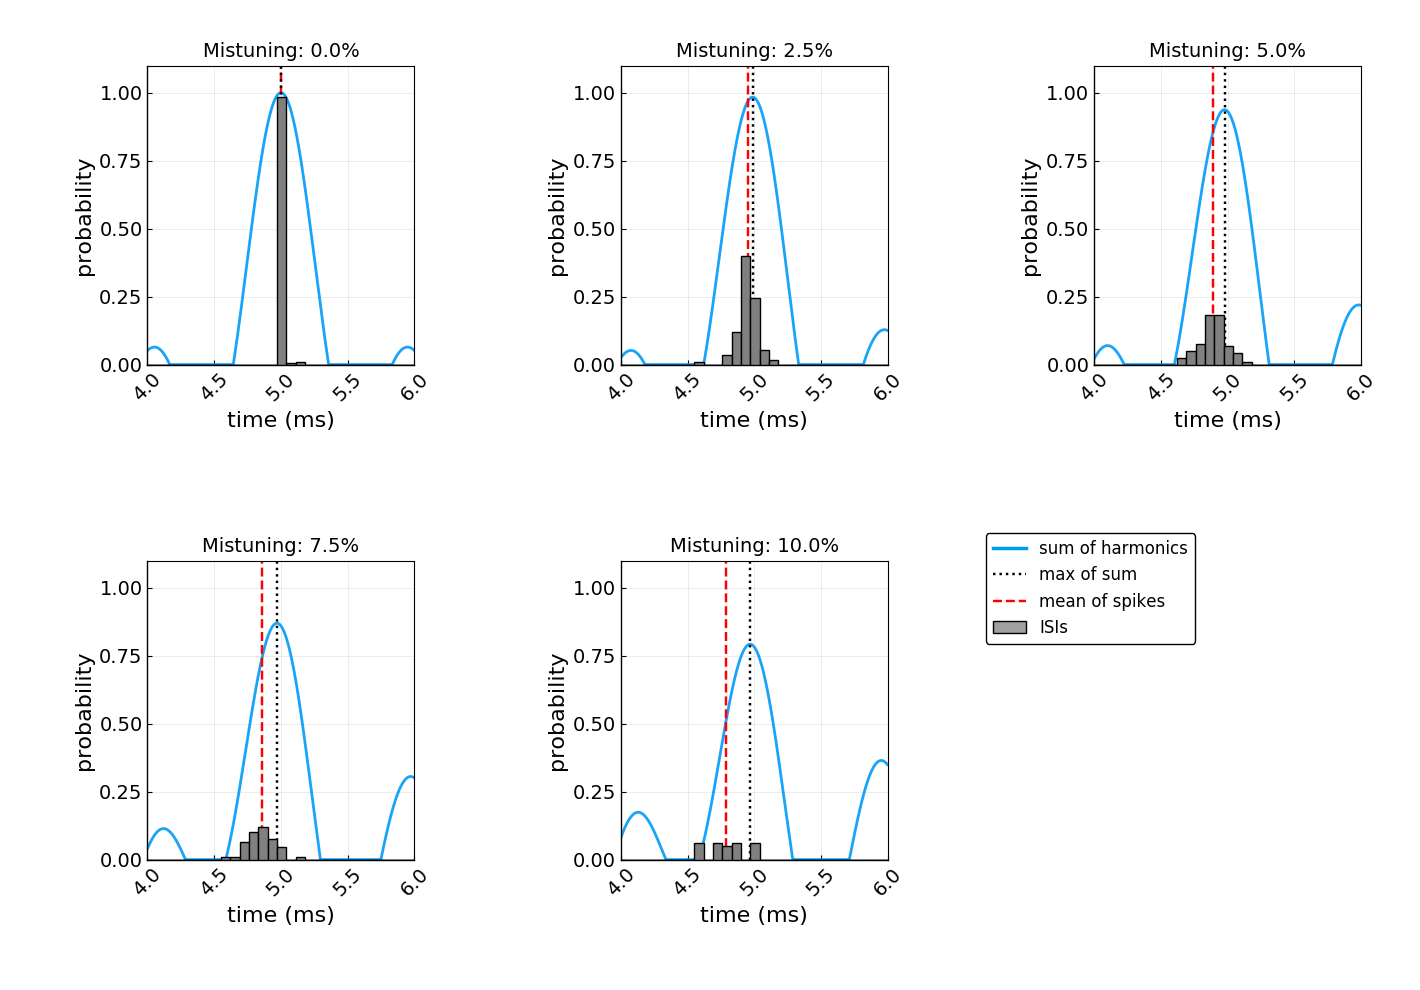 Mistuning: 0.0%
probability
1.00
0.75
0.50
0.25
0.00
4.0 4.5 5.0 5.5 6.0
time (ms)
Mistuning: 2.5%
probability
1.00
0.75
0.50
0.25
0.00
4.0 4.5 5.0 5.5 6.0
time (ms)
Mistuning: 5.0%
probability
1.00
0.75
0.50
0.25
0.00
4.0 4.5 5.0 5.5 6.0
time (ms)
Mistuning: 7.5%
probability
1.00
0.75
0.50
0.25
0.00
4.0 4.5 5.0 5.5 6.0
time (ms)
Mistuning: 10.0%
probability
1.00
0.75
0.50
0.25
0.00
4.0 4.5 5.0 5.5 6.0
time (ms)
sum of harmonics
max of sum
mean of spikes
ISIs